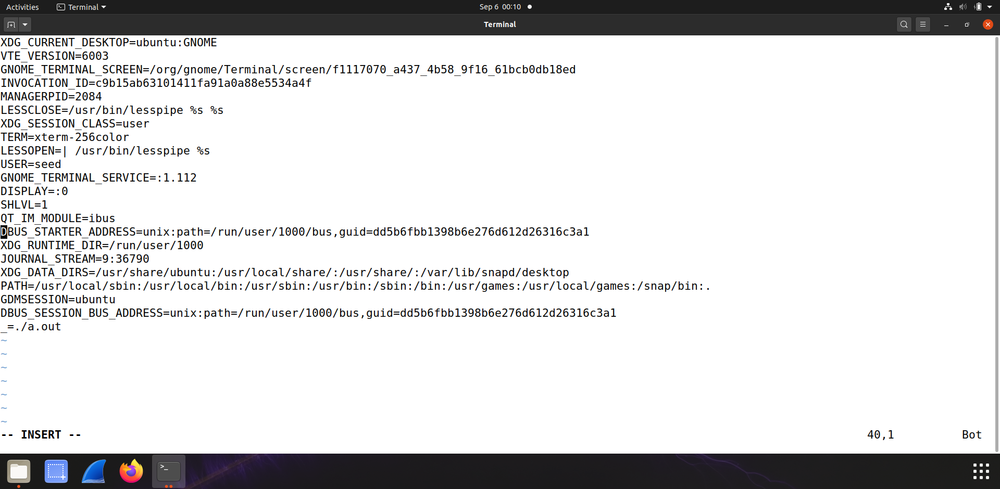 Activities Terminal Sep 6 00:10
Terminal
XDG_CURRENT_DESKTOP=ubuntu:GNOME
VTE_VERSION=6003
GNOME_TERMINAL_SCREEN=/org/gnome/Terminal/screen/f1117070_a437_4b58_9f16_61bcb0db18ed
INVOCATION_ID=c9b15ab63101411fa91a0a88e5534a4f
MANAGERPID=2084
LESSCLOSE=/usr/bin/lesspipe %s %s
XDG_SESSION_CLASS=user
TERM=xterm-256color
LESSOPEN=| /usr/bin/lesspipe %s
USER=seed
GNOME_TERMINAL_SERVICE=:1.112
DISPLAY=:0
SHLVL=1
QT_IM_MODULE=ibus
DBUS_STARTER_ADDRESS=unix:path=/run/user/1000/bus,guid=dd5b6fbb1398b6e276d612d26316c3a1
XDG_RUNTIME_DIR=/run/user/1000
JOURNAL_STREAM=9:36790
XDG_DATA_DIRS=/usr/share/ubuntu:/usr/local/share/:/usr/share/:/var/lib/snapd/desktop
PATH=/usr/local/sbin:/usr/local/bin:/usr/sbin:/usr/bin:/sbin:/bin:/usr/games:/usr/local/games:/snap/bin:.
GDMSESSION=ubuntu
DBUS_SESSION_BUS_ADDRESS=unix:path=/run/user/1000/bus,guid=dd5b6fbb1398b6e276d612d26316c3a1
_=./a.out
~
~
~
~
~
~
~
-- INSERT -- 40,1 Bot
>_